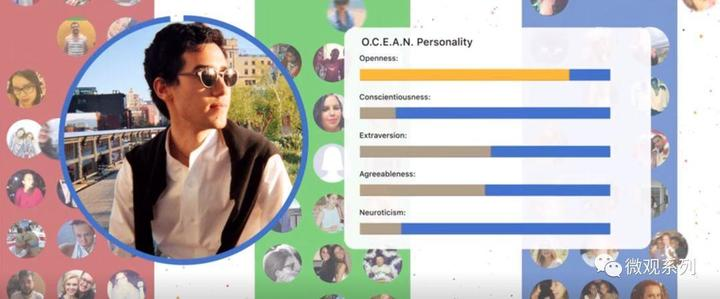 O.C.E.A.N. Personality
Openness:
Conscientiousness:
Extraversion:
Agreeableness:
Neuroticism:
微观系列